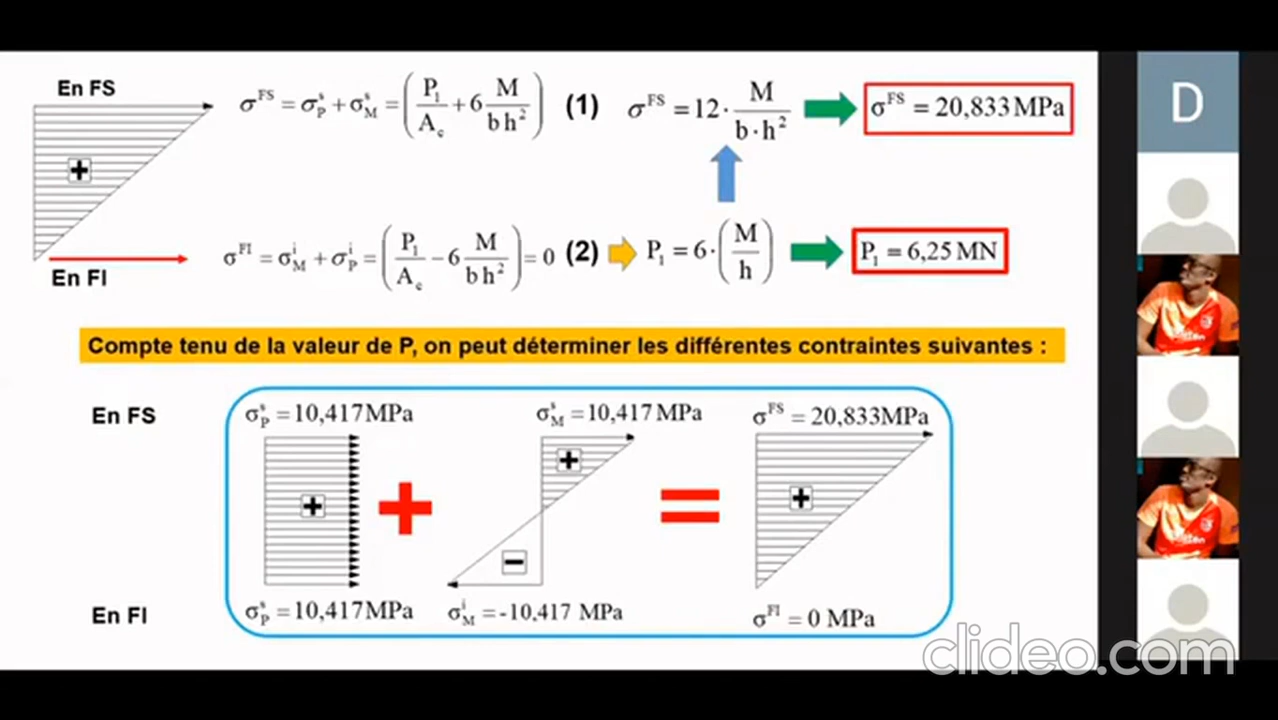 En FS
σ^FS = σ_P^s + σ_M^s = (P_1/A_c + 6 M/(b h²)) (1) σ^FS = 12 · M/(b · h²) σ^FS = 20,833 MPa
D
+
σ^FI = σ_M^i + σ_P^i = (P_1/A_c − 6 M/(b h²)) = 0 (2) P_1 = 6 · (M/h) P_1 = 6,25 MN
En FI
Compte tenu de la valeur de P, on peut déterminer les différentes contraintes suivantes :
En FS σ_P^s = 10,417 MPa σ_M^s = 10,417 MPa σ^FS = 20,833 MPa
+ + + = +
−
En FI σ_P^s = 10,417 MPa σ_M^i = -10,417 MPa σ^FI = 0 MPa
clideo.com